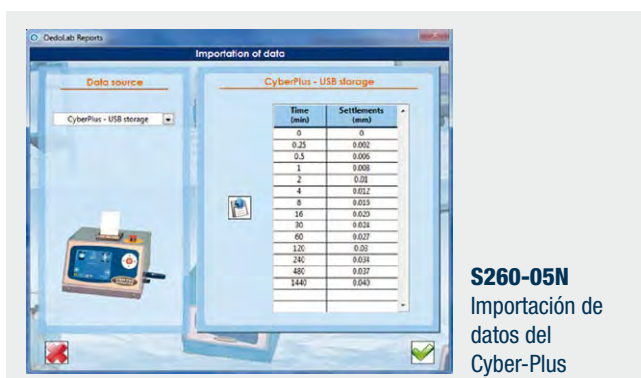 OedoLab Reports
Importation of data
Data source
CyberPlus - USB storage
CyberPlus - USB storage
Time (min) Settlements (mm)
0 0
0.25 0.002
0.5 0.006
1 0.008
2 0.01
4 0.012
8 0.015
16 0.020
30 0.024
60 0.027
120 0.03
240 0.034
480 0.037
1440 0.040
S260-05N
Importación de
datos del
Cyber-Plus